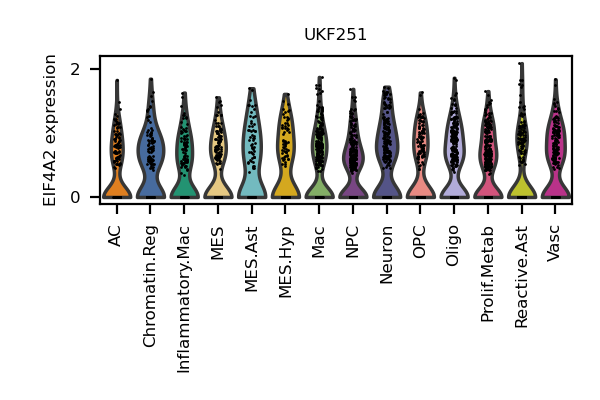 UKF251
EIF4A2 expression
2
0
AC
Chromatin.Reg
Inflammatory.Mac
MES
MES.Ast
MES.Hyp
Mac
NPC
Neuron
OPC
Oligo
Prolif.Metab
Reactive.Ast
Vasc